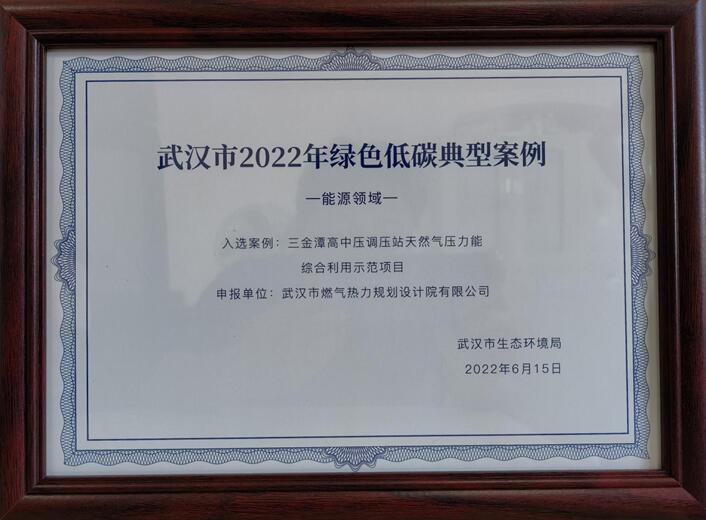 武汉市2022年绿色低碳典型案例
—能源领域—
入选案例：三金潭高中压调压站天然气压力能
综合利用示范项目
申报单位：武汉市燃气热力规划设计院有限公司
武汉市生态环境局
2022年6月15日